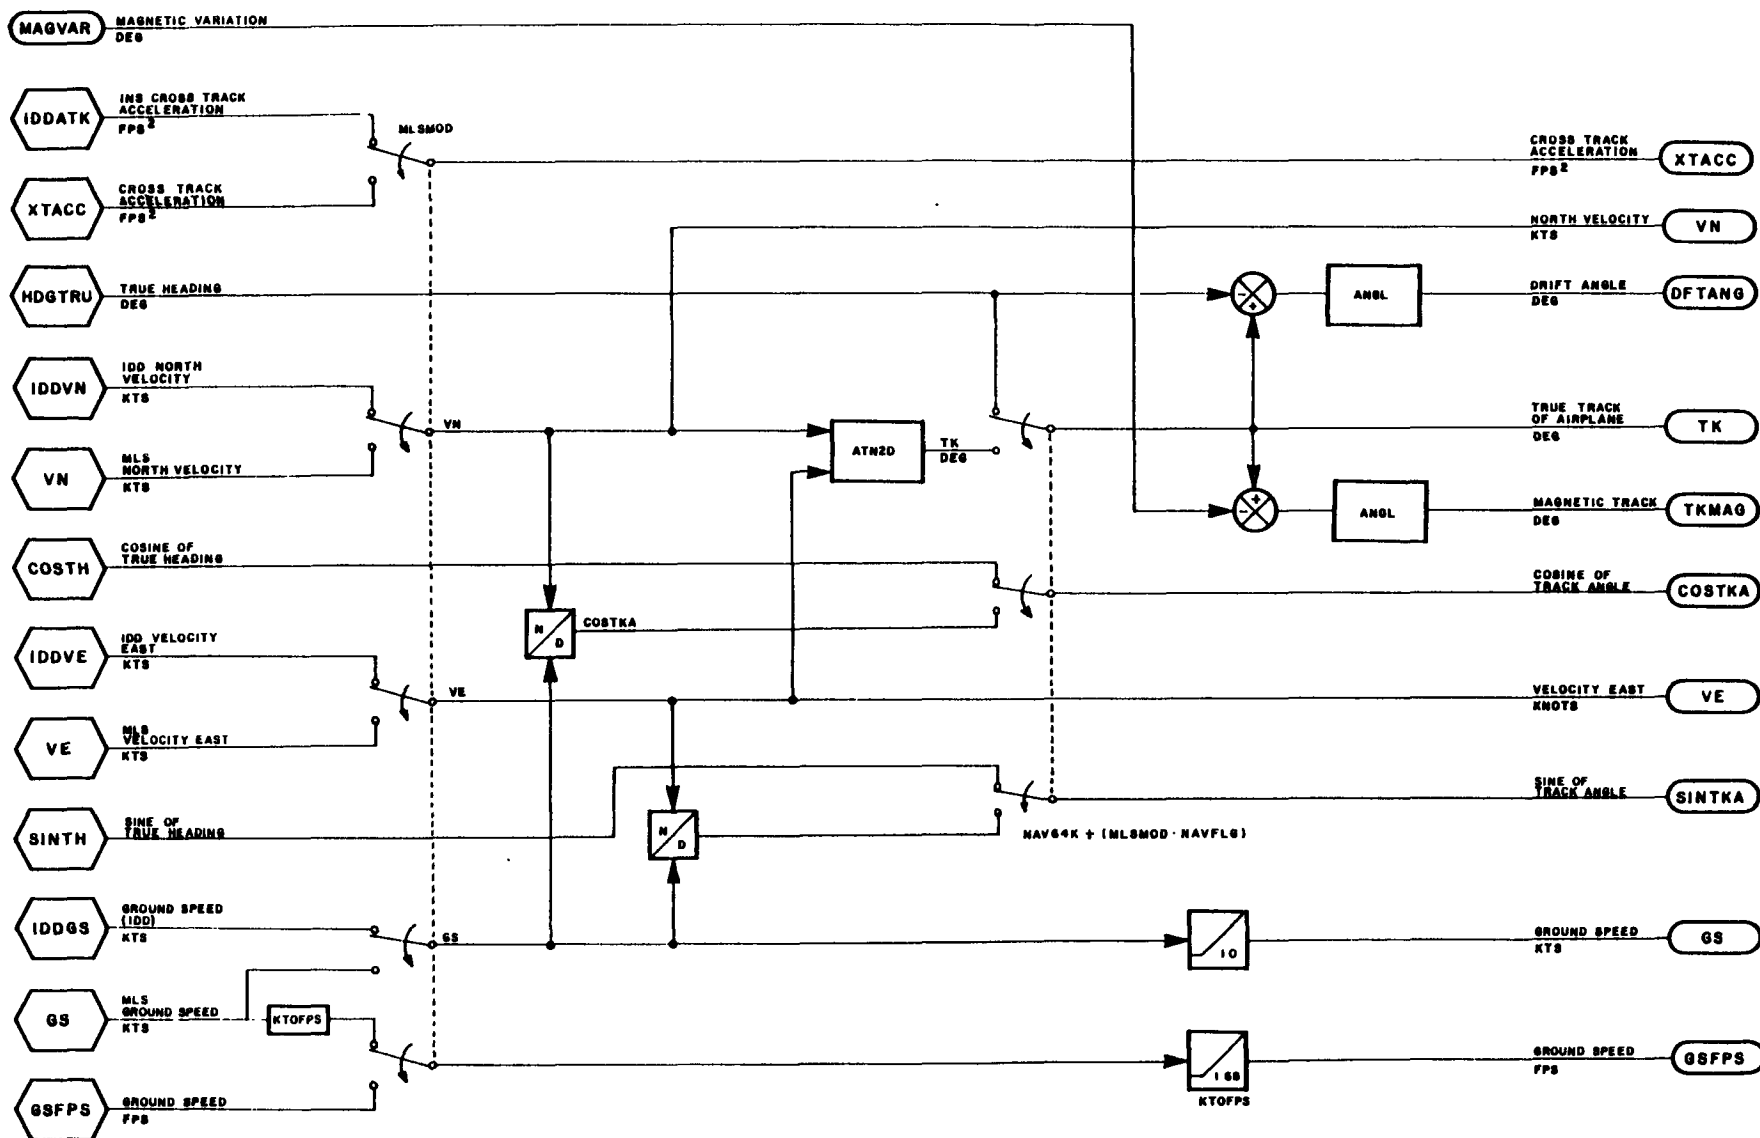 MAGVAR
MAGNETIC VARIATION
DEG
IDDATK
INS CROSS TRACK
ACCELERATION
FPS²
MLSMOD
CROSS TRACK
ACCELERATION
FPS²
XTACC
XTACC
CROSS TRACK
ACCELERATION
FPS²
NORTH VELOCITY
KTS
VN
HDGTRU
TRUE HEADING
DEG
- +
ANGL
DRIFT ANGLE
DEG
DFTANG
IDDVN
IDD NORTH
VELOCITY
KTS
VN
ATN2D
TK
DEG
TRUE TRACK
OF AIRPLANE
DEG
TK
VN
MLS
NORTH VELOCITY
KTS
+ -
ANGL
MAGNETIC TRACK
DEG
TKMAG
COSTH
COSINE OF
TRUE HEADING
COSINE OF
TRACK ANGLE
COSTKA
N
D
COSTKA
IDDVE
IDD VELOCITY
EAST
KTS
VE
VELOCITY EAST
KNOTS
VE
VE
MLS
VELOCITY EAST
KTS
SINE OF
TRACK ANGLE
SINTKA
SINTH
SINE OF
TRUE HEADING
N
D
NAV64K + (MLSMOD · NAVFLG)
IDDGS
GROUND SPEED
(IDD)
KTS
GS
10
GROUND SPEED
KTS
GS
GS
MLS
GROUND SPEED
KTS
KTOFPS
168
KTOFPS
GROUND SPEED
FPS
GSFPS
GSFPS
GROUND SPEED
FPS